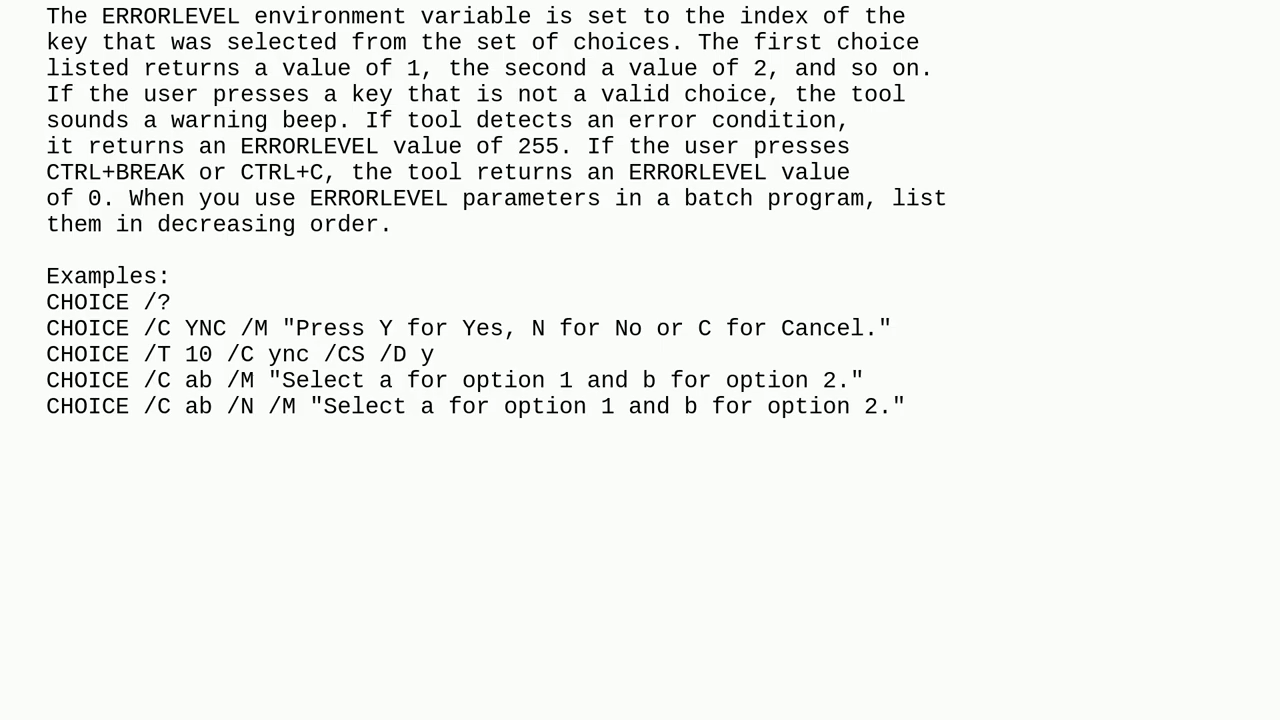 The ERRORLEVEL environment variable is set to the index of the
key that was selected from the set of choices. The first choice
listed returns a value of 1, the second a value of 2, and so on.
If the user presses a key that is not a valid choice, the tool
sounds a warning beep. If tool detects an error condition,
it returns an ERRORLEVEL value of 255. If the user presses
CTRL+BREAK or CTRL+C, the tool returns an ERRORLEVEL value
of 0. When you use ERRORLEVEL parameters in a batch program, list
them in decreasing order.

Examples:
CHOICE /?
CHOICE /C YNC /M "Press Y for Yes, N for No or C for Cancel."
CHOICE /T 10 /C ync /CS /D y
CHOICE /C ab /M "Select a for option 1 and b for option 2."
CHOICE /C ab /N /M "Select a for option 1 and b for option 2."